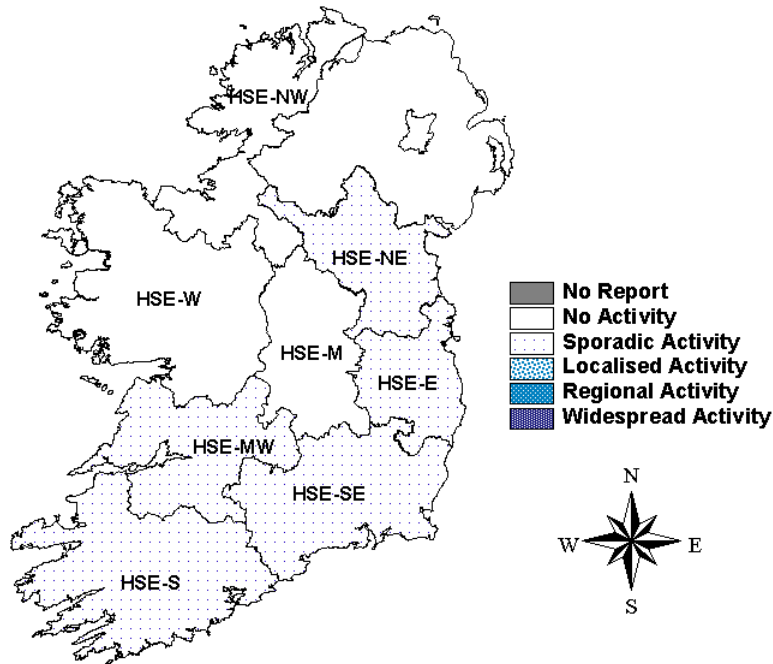 HSE-NW
HSE-NE
HSE-W
HSE-M
HSE-E
HSE-MW
HSE-SE
HSE-S
No Report
No Activity
Sporadic Activity
Localised Activity
Regional Activity
Widespread Activity
N
W E
S